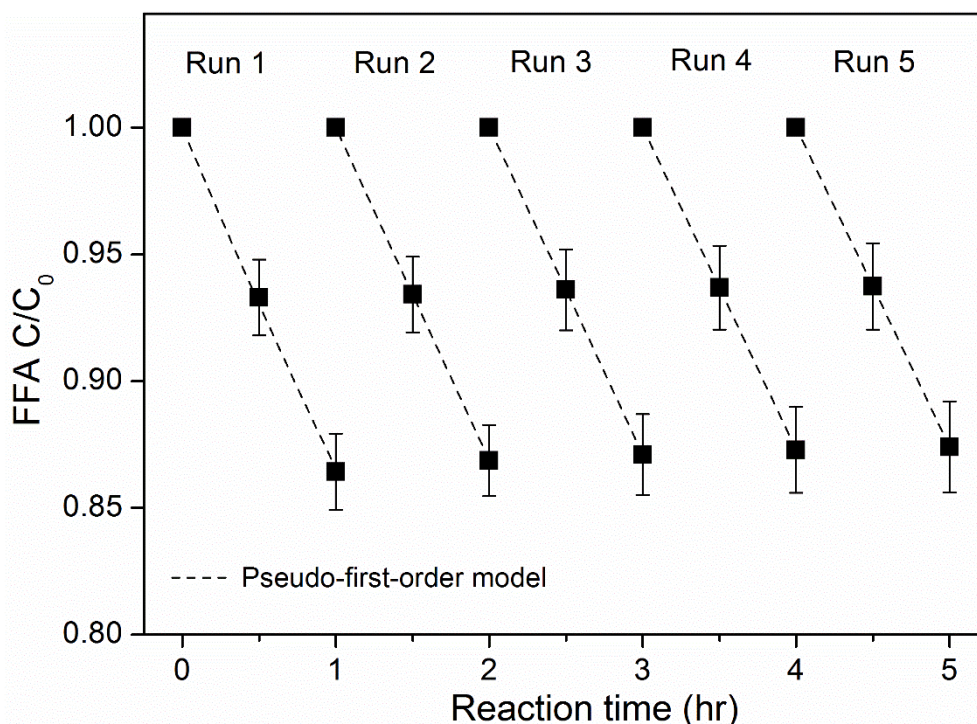 Run 1 Run 2 Run 3 Run 4 Run 5
1.00
0.95
0.90
0.85
0.80
FFA C/C₀
Pseudo-first-order model
0 1 2 3 4 5
Reaction time (hr)